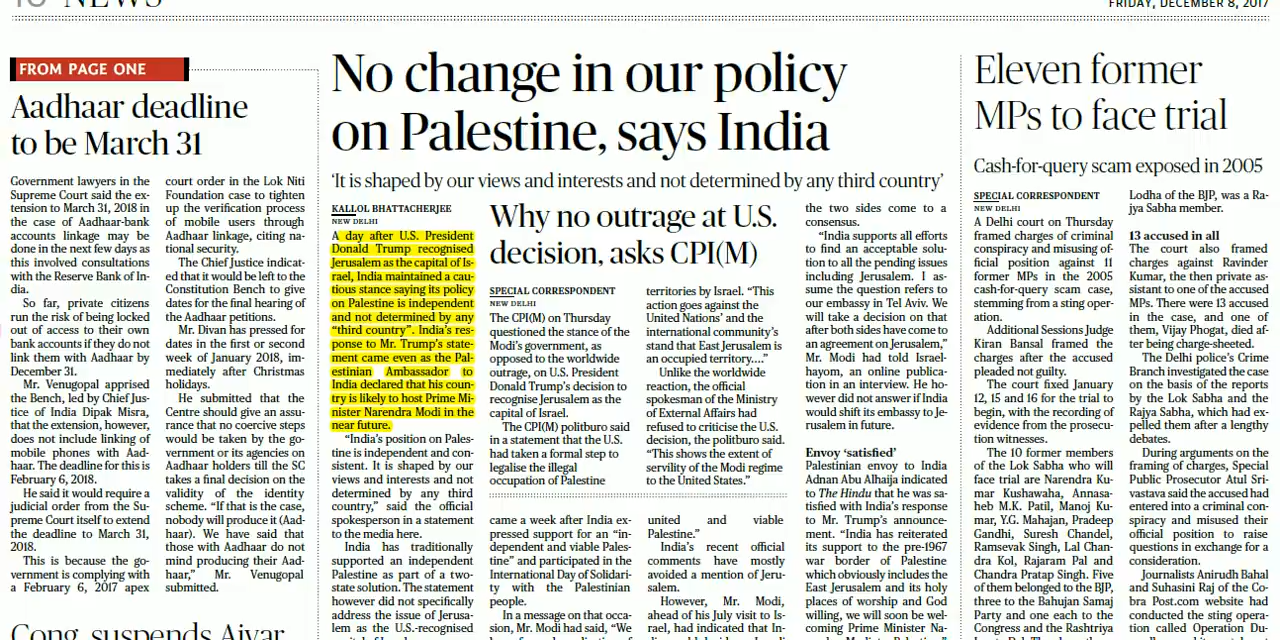 10 NEWS
FRIDAY, DECEMBER 8, 2017
FROM PAGE ONE
Aadhaar deadline
to be March 31
Government lawyers in the
Supreme Court said the ex-
tension to March 31, 2018 in
the case of Aadhaar-bank
accounts linkage may be
done in the next few days as
this involved consultations
with the Reserve Bank of In-
dia.
So far, private citizens
run the risk of being locked
out of access to their own
bank accounts if they do not
link them with Aadhaar by
December 31.
Mr. Venugopal apprised
the Bench, led by Chief Jus-
tice of India Dipak Misra,
that the extension, however,
does not include linking of
mobile phones with Aad-
haar. The deadline for this is
February 6, 2018.
He said it would require a
judicial order from the Su-
preme Court itself to extend
the deadline to March 31,
2018.
This is because the go-
vernment is complying with
a February 6, 2017 apex
court order in the Lok Niti
Foundation case to tighten
up the verification process
of mobile users through
Aadhaar linkage, citing na-
tional security.
The Chief Justice indicat-
ed that it would be left to the
Constitution Bench to give
dates for the final hearing of
the Aadhaar petitions.
Mr. Divan has pressed for
dates in the first or second
week of January 2018, im-
mediately after Christmas
holidays.
He submitted that the
Centre should give an assu-
rance that no coercive steps
would be taken by the go-
vernment or its agencies on
Aadhaar holders till the SC
takes a final decision on the
validity of the identity
scheme. “If that is the case,
nobody will produce it (Aad-
haar). We have said that
those with Aadhaar do not
mind producing their Aad-
haar,” Mr. Venugopal
submitted.
Cong. suspends Aiyar
No change in our policy
on Palestine, says India
‘It is shaped by our views and interests and not determined by any third country’
KALLOL BHATTACHERJEE
NEW DELHI
A day after U.S. President
Donald Trump recognised
Jerusalem as the capital of Is-
rael, India maintained a cau-
tious stance saying its policy
on Palestine is independent
and not determined by any
“third country”. India’s res-
ponse to Mr. Trump’s state-
ment came even as the Pal-
estinian Ambassador to
India declared that his coun-
try is likely to host Prime Mi-
nister Narendra Modi in the
near future.
“India’s position on Pales-
tine is independent and con-
sistent. It is shaped by our
views and interests and not
determined by any third
country,” said the official
spokesperson in a statement
to the media here.
India has traditionally
supported an independent
Palestine as part of a two-
state solution. The statement
however did not specifically
address the issue of Jerusa-
lem as the U.S.-recognised
Why no outrage at U.S.
decision, asks CPI(M)
SPECIAL CORRESPONDENT
NEW DELHI
The CPI(M) on Thursday
questioned the stance of the
Modi’s government, as
opposed to the worldwide
outrage, on U.S. President
Donald Trump’s decision to
recognise Jerusalem as the
capital of Israel.
The CPI(M) politburo said
in a statement that the U.S.
had taken a formal step to
legalise the illegal
occupation of Palestine
territories by Israel. “This
action goes against the
United Nations’ and the
international community’s
stand that East Jerusalem is
an occupied territory....”
Unlike the worldwide
reaction, the official
spokesman of the Ministry
of External Affairs had
refused to criticise the U.S.
decision, the politburo said.
“This shows the extent of
servility of the Modi regime
to the United States.”
came a week after India ex-
pressed support for an “in-
dependent and viable Pales-
tine” and participated in the
International Day of Solidari-
ty with the Palestinian
people.
In a message on that occa-
sion, Mr. Modi had said, “We
united and viable
Palestine.”
India’s recent official
comments have mostly
avoided a mention of Jeru-
salem.
However, Mr. Modi,
ahead of his July visit to Is-
rael, had indicated that In-
the two sides come to a
consensus.
“India supports all efforts
to find an acceptable solu-
tion to all the pending issues
including Jerusalem. I as-
sume the question refers to
our embassy in Tel Aviv. We
will take a decision on that
after both sides have come to
an agreement on Jerusalem,”
Mr. Modi had told Israel-
hayom, an online publica-
tion in an interview. He ho-
wever did not answer if India
would shift its embassy to Je-
rusalem in future.
Envoy ‘satisfied’
Palestinian envoy to India
Adnan Abu Alhaija indicated
to The Hindu that he was sa-
tisfied with India’s response
to Mr. Trump’s announce-
ment. “India has reiterated
its support to the pre-1967
war border of Palestine
which obviously includes the
East Jerusalem and its holy
places of worship and God
willing, we will soon be wel-
coming Prime Minister Na-
Eleven former
MPs to face trial
Cash-for-query scam exposed in 2005
SPECIAL CORRESPONDENT
NEW DELHI
A Delhi court on Thursday
framed charges of criminal
conspiracy and misusing of-
ficial position against 11
former MPs in the 2005
cash-for-query scam case,
stemming from a sting oper-
ation.
Additional Sessions Judge
Kiran Bansal framed the
charges after the accused
pleaded not guilty.
The court fixed January
12, 15 and 16 for the trial to
begin, with the recording of
evidence from the prosecu-
tion witnesses.
The 10 former members
of the Lok Sabha who will
face trial are Narendra Ku-
mar Kushawaha, Annasa-
heb M.K. Patil, Manoj Ku-
mar, Y.G. Mahajan, Pradeep
Gandhi, Suresh Chandel,
Ramsevak Singh, Lal Chan-
dra Kol, Rajaram Pal and
Chandra Pratap Singh. Five
of them belonged to the BJP,
three to the Bahujan Samaj
Party and one each to the
Congress and the Rashtriya
Lodha of the BJP, was a Ra-
jya Sabha member.
13 accused in all
The court also framed
charges against Ravinder
Kumar, the then private as-
sistant to one of the accused
MPs. There were 13 accused
in the case, and one of
them, Vijay Phogat, died af-
ter being charge-sheeted.
The Delhi police’s Crime
Branch investigated the case
on the basis of the reports
by the Lok Sabha and the
Rajya Sabha, which had ex-
pelled them after a lengthy
debates.
During arguments on the
framing of charges, Special
Public Prosecutor Atul Sri-
vastava said the accused had
entered into a criminal con-
spiracy and misused their
official position to raise
questions in exchange for a
consideration.
Journalists Anirudh Bahal
and Suhasini Raj of the Co-
bra Post.com website had
conducted the sting opera-
tion called Operation Du-